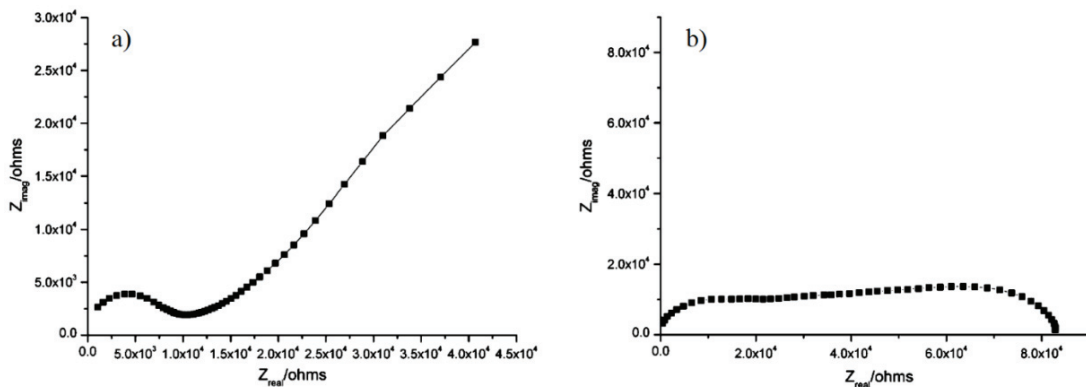 a)
3.0x10⁴
2.5x10⁴
2.0x10⁴
1.5x10⁴
1.0x10⁴
5.0x10³
0.0
Z_imag/ohms
0.0 5.0x10³ 1.0x10⁴ 1.5x10⁴ 2.0x10⁴ 2.5x10⁴ 3.0x10⁴ 3.5x10⁴ 4.0x10⁴ 4.5x10⁴
Z_real/ohms
b)
8.0x10⁴
6.0x10⁴
4.0x10⁴
2.0x10⁴
0.0
Z_imag/ohms
0.0 2.0x10⁴ 4.0x10⁴ 6.0x10⁴ 8.0x10⁴
Z_real/ohms